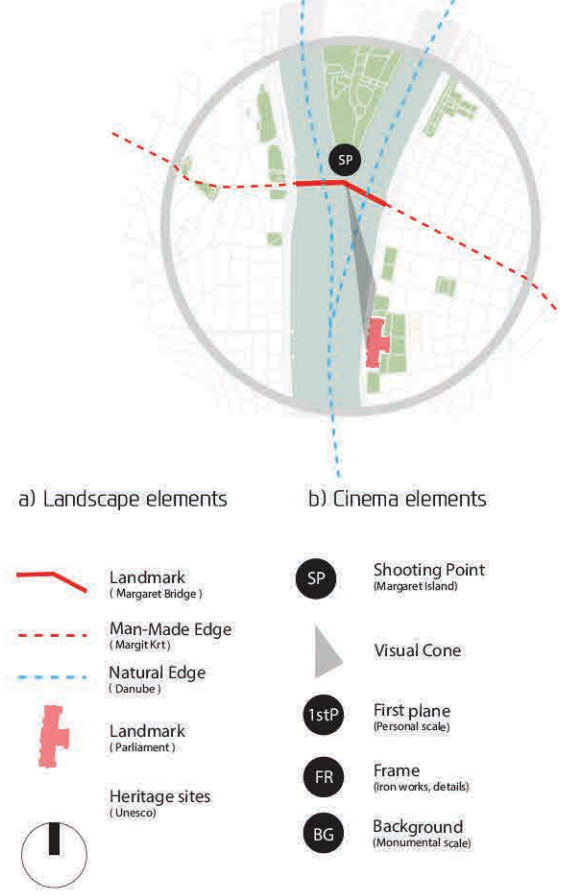 SP
a) Landscape elements
b) Cinema elements
Landmark
( Margaret Bridge )
Man-Made Edge
( Margit Krt )
Natural Edge
( Danube )
Landmark
( Parliament )
Heritage sites
( Unesco)
SP
Shooting Point
(Margaret Island)
Visual Cone
1stP
First plane
(Personal scale)
FR
Frame
(Iron works, details)
BG
Background
(Monumental scale)